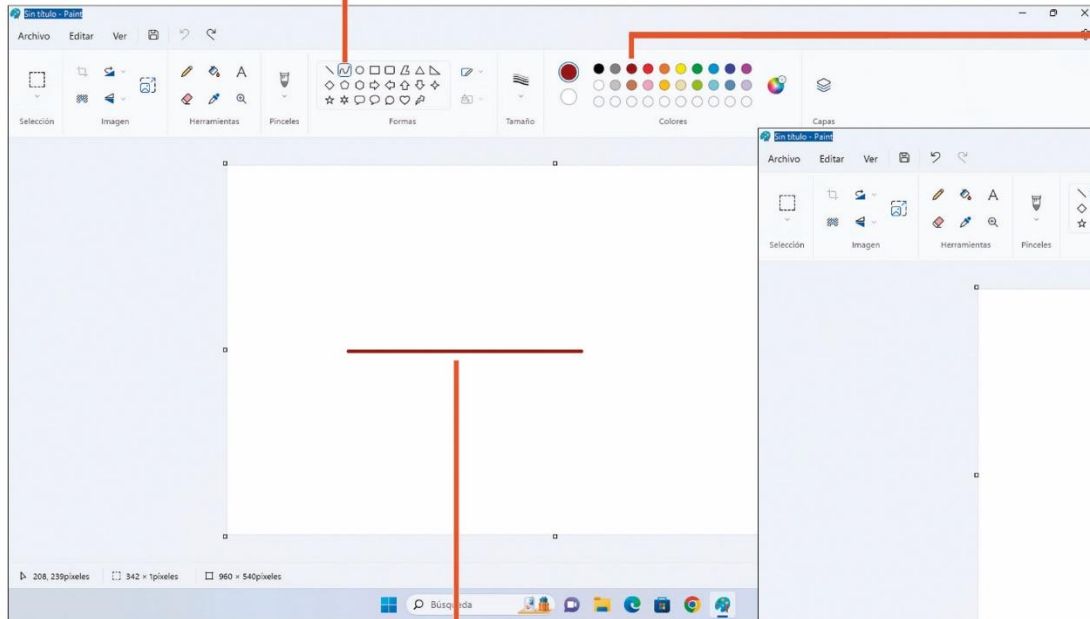 Sin título - Paint
Archivo Editar Ver
Selección Imagen Herramientas Pinceles Formas Tamaño Colores Capas
A
208, 239píxeles 342 × 1píxeles 960 × 540píxeles
Búsqueda
Sin título - Paint
Archivo Editar Ver
A
Selección Imagen Herramientas Pinceles